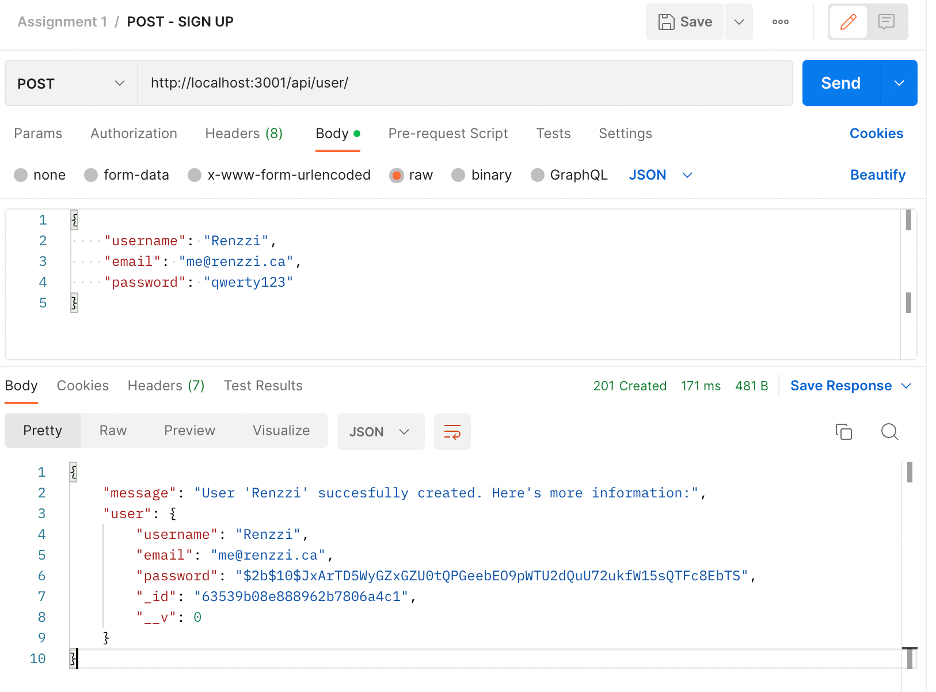 Assignment 1 / POST - SIGN UP Save
POST http://localhost:3001/api/user/ Send
Params Authorization Headers (8) Body Pre-request Script Tests Settings Cookies
none form-data x-www-form-urlencoded raw binary GraphQL JSON Beautify
1 {
2 "username": "Renzzi",
3 "email": "me@renzzi.ca",
4 "password": "qwerty123"
5 }
Body Cookies Headers (7) Test Results 201 Created 171 ms 481 B Save Response
Pretty Raw Preview Visualize JSON
1 {
2 "message": "User 'Renzzi' succesfully created. Here's more information:",
3 "user": {
4 "username": "Renzzi",
5 "email": "me@renzzi.ca",
6 "password": "$2b$10$JxArTD5WyGZxGZU0tQPGeebEO9pWTU2dQuU72ukfW15sQTFc8EbTS",
7 "_id": "63539b08e888962b7806a4c1",
8 "__v": 0
9 }
10 }